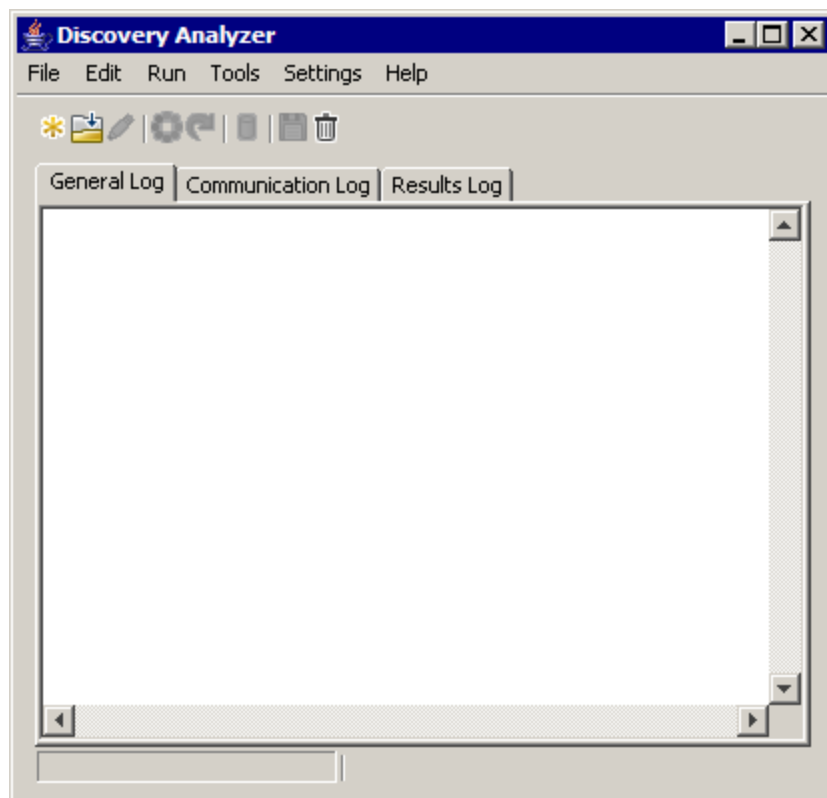 Discovery Analyzer
File Edit Run Tools Settings Help
General Log Communication Log Results Log